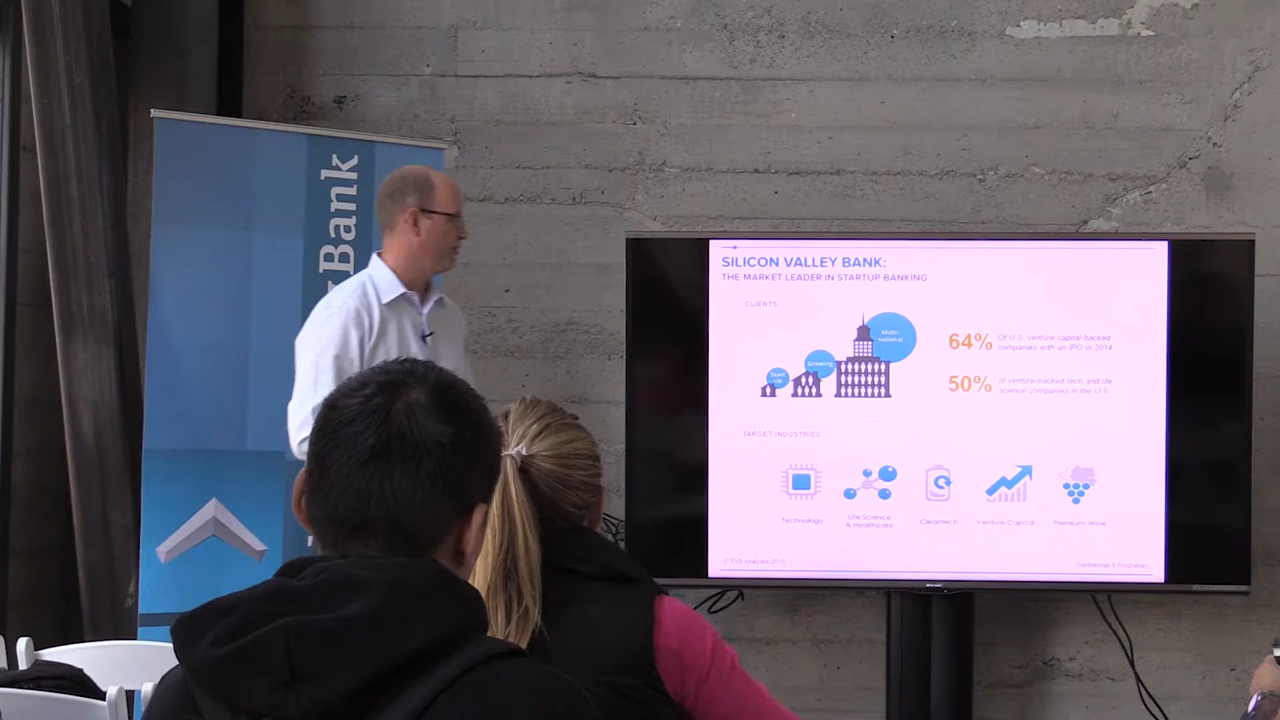 Bank
SILICON VALLEY BANK:
THE MARKET LEADER IN STARTUP BANKING
CLIENTS:
Start
Up
Growing
Multi-
national
64% Of U.S. venture capital-backed
companies with an IPO in 2014
50% of venture-backed tech and life
science companies in the U.S.
TARGET INDUSTRIES:
Technology
Life Science
& Healthcare
Cleantech
Venture Capital
Premium Wine
Confidential & Proprietary